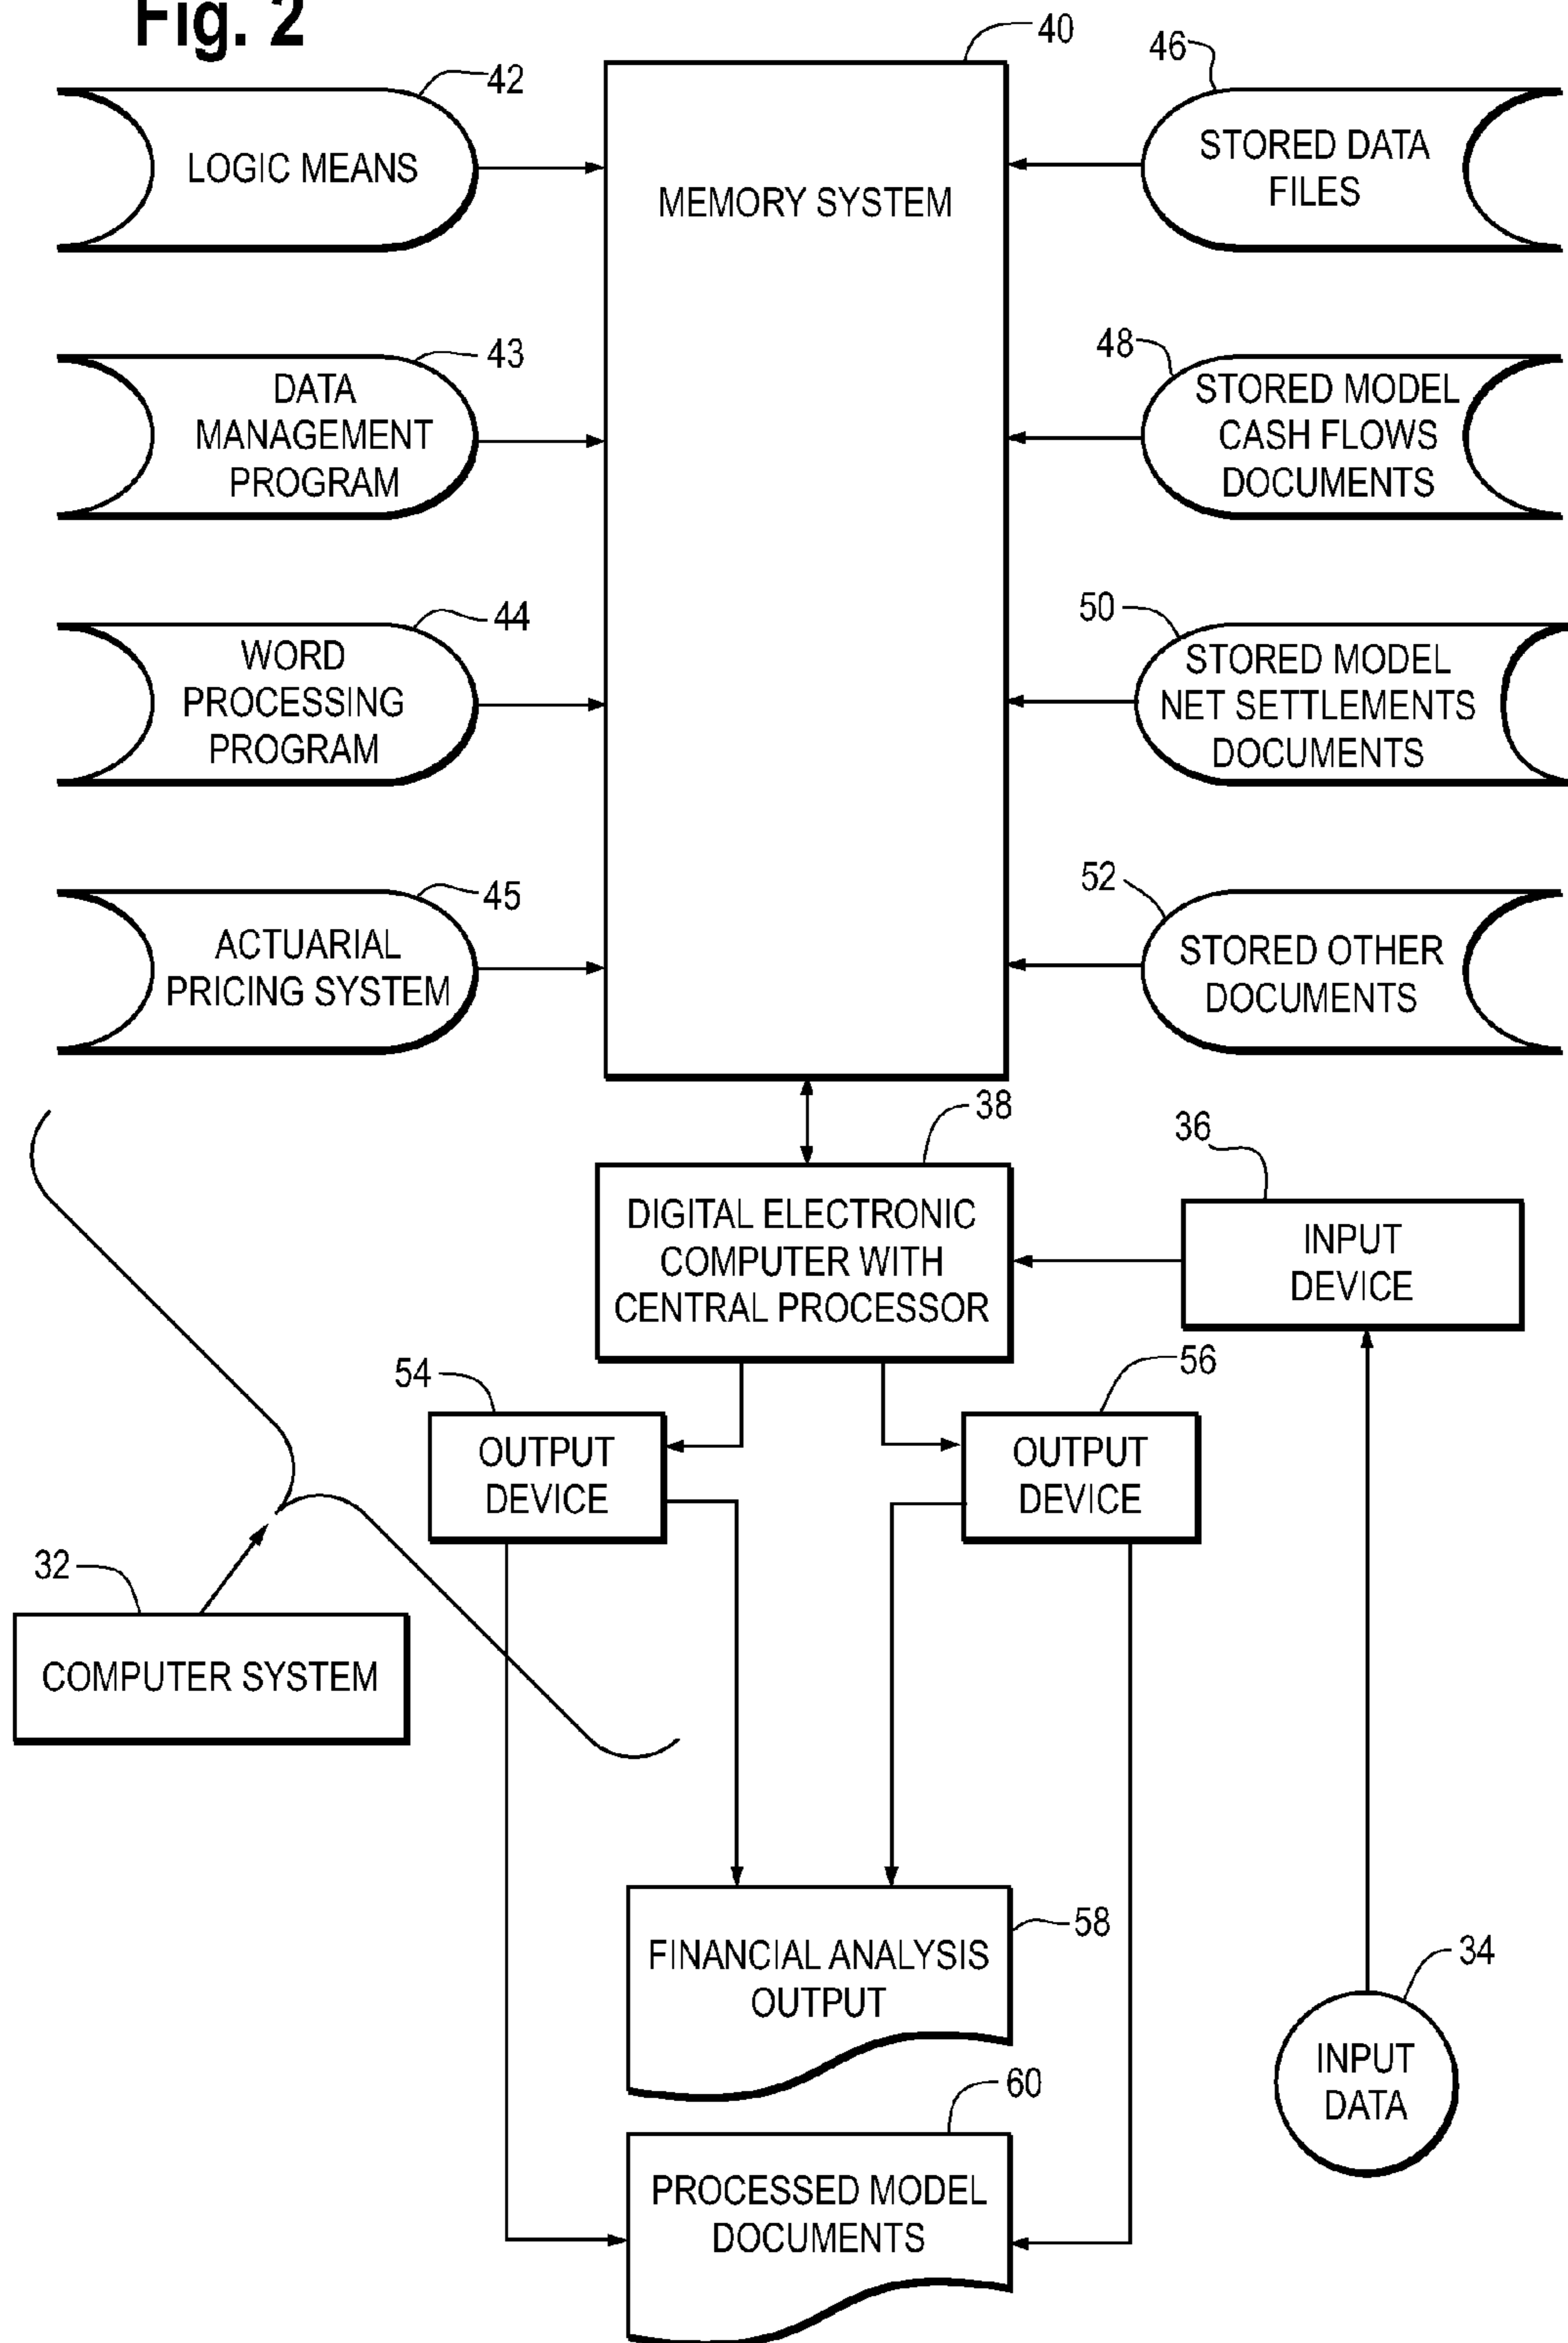 Fig. 2
40
46
42
LOGIC MEANS
MEMORY SYSTEM
STORED DATA
FILES
43
DATA
MANAGEMENT
PROGRAM
48
STORED MODEL
CASH FLOWS
DOCUMENTS
44
WORD
PROCESSING
PROGRAM
50
STORED MODEL
NET SETTLEMENTS
DOCUMENTS
45
ACTUARIAL
PRICING SYSTEM
52
STORED OTHER
DOCUMENTS
38
DIGITAL ELECTRONIC
COMPUTER WITH
CENTRAL PROCESSOR
36
INPUT
DEVICE
54
OUTPUT
DEVICE
56
OUTPUT
DEVICE
32
COMPUTER SYSTEM
58
FINANCIAL ANALYSIS
OUTPUT
34
INPUT
DATA
60
PROCESSED MODEL
DOCUMENTS